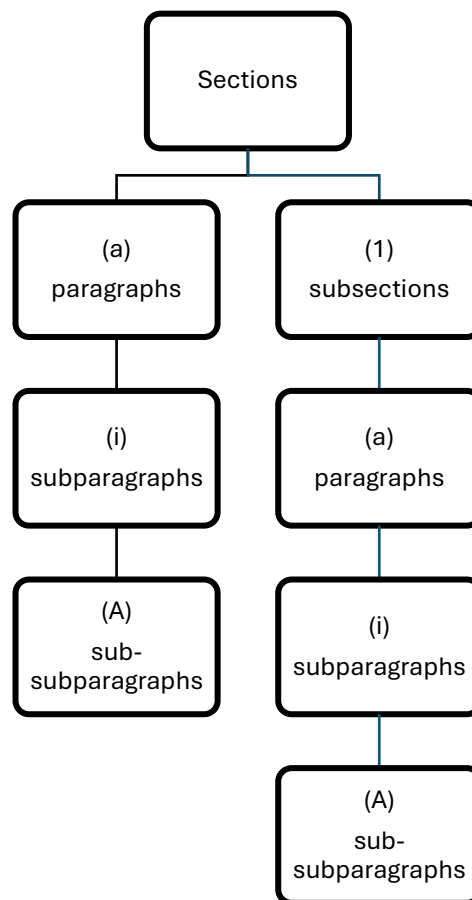 Sections
(a)
paragraphs
(1)
subsections
(i)
subparagraphs
(a)
paragraphs
(A)
sub-
subparagraphs
(i)
subparagraphs
(A)
sub-
subparagraphs